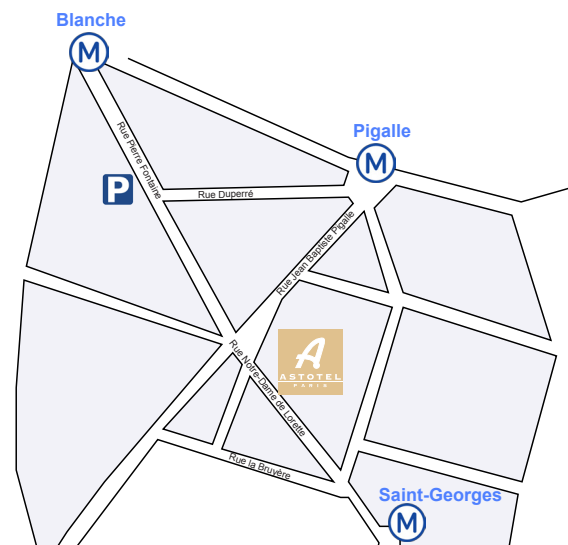 Blanche
M
Pigalle
M
Rue Pierre Fontaine
P
Rue Duperré
Rue Jean Baptiste Pigalle
A
ASTOTEL
PARIS
Rue Notre-Dame de Lorette
Rue la Bruyère
Saint-Georges
M